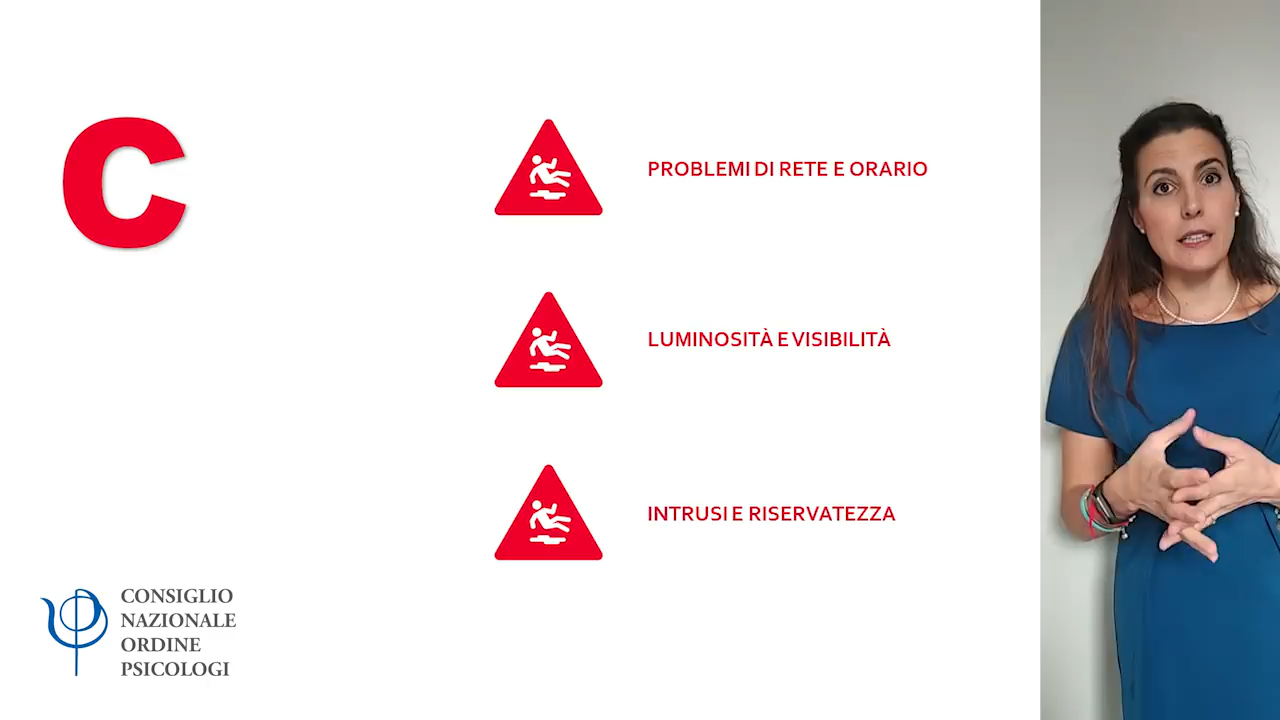 C
PROBLEMI DI RETE E ORARIO
LUMINOSITÀ E VISIBILITÀ
INTRUSI E RISERVATEZZA
CONSIGLIO
NAZIONALE
ORDINE
PSICOLOGI